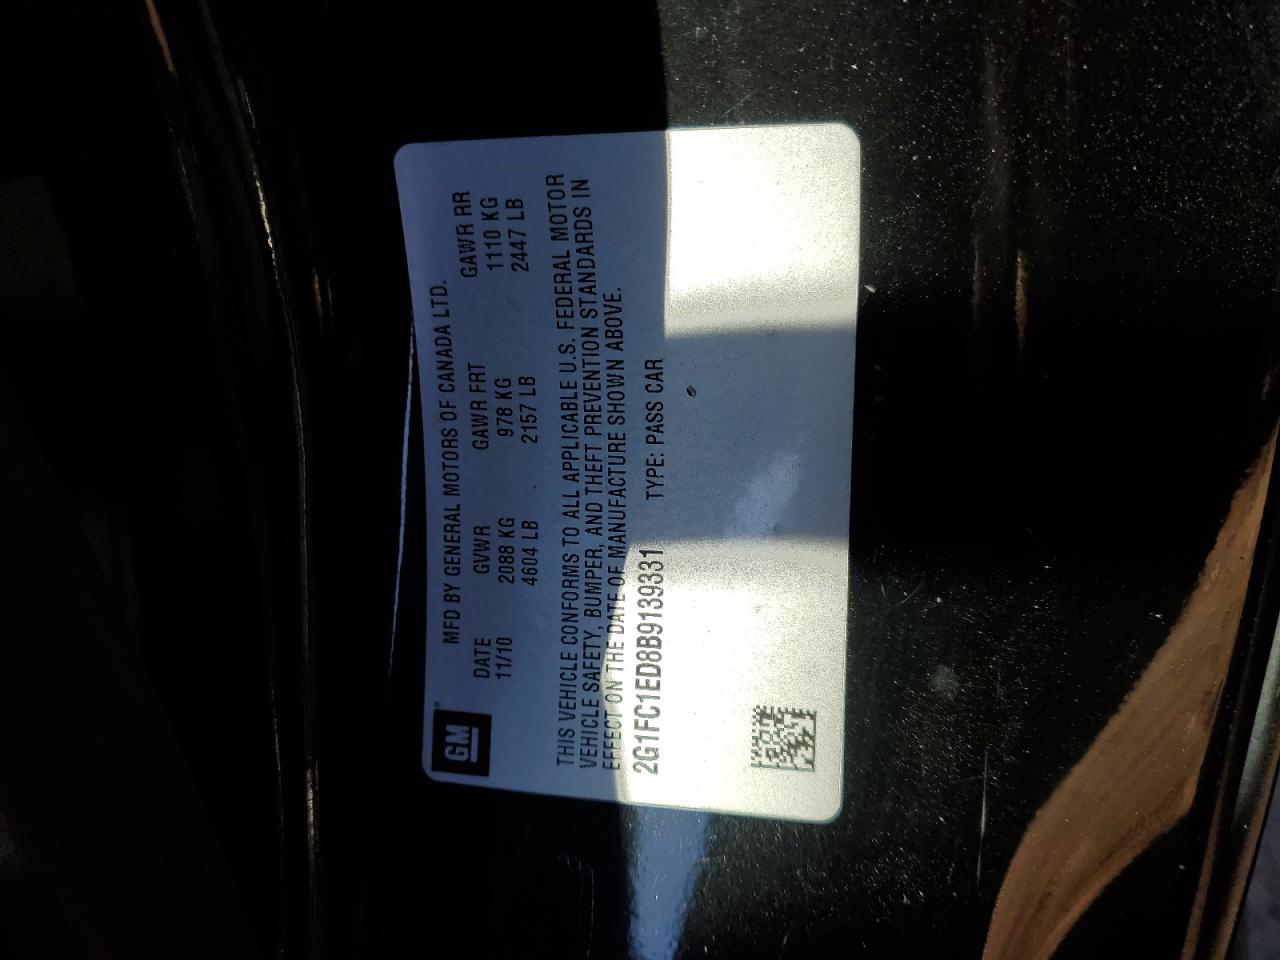 GM
MFD BY GENERAL MOTORS OF CANADA LTD.
DATE GVWR GAWR FRT GAWR RR
11/10 2088 KG 978 KG 1110 KG
4604 LB 2157 LB 2447 LB
THIS VEHICLE CONFORMS TO ALL APPLICABLE U.S. FEDERAL MOTOR
VEHICLE SAFETY, BUMPER, AND THEFT PREVENTION STANDARDS IN
EFFECT ON THE DATE OF MANUFACTURE SHOWN ABOVE.
2G1FC1ED8B9139331 TYPE: PASS CAR